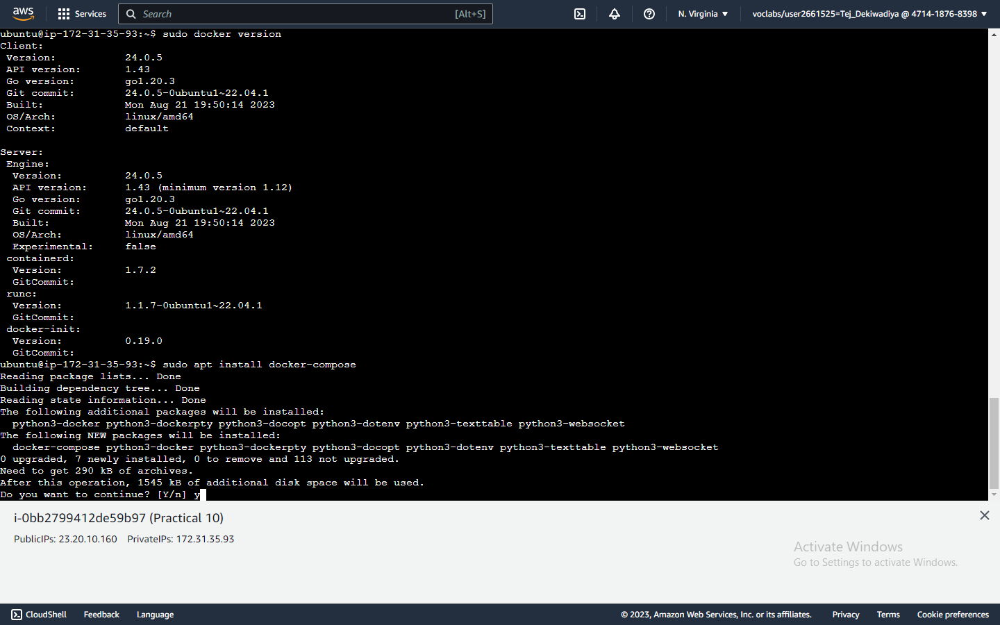 aws Services Search [Alt+S] N. Virginia voclabs/user2661525=Tej_Dekiwadiya @ 4714-1876-8398
ubuntu@ip-172-31-35-93:~$ sudo docker version
Client:
 Version:           24.0.5
 API version:       1.43
 Go version:        go1.20.3
 Git commit:        24.0.5-0ubuntu1~22.04.1
 Built:             Mon Aug 21 19:50:14 2023
 OS/Arch:           linux/amd64
 Context:           default

Server:
 Engine:
  Version:          24.0.5
  API version:      1.43 (minimum version 1.12)
  Go version:       go1.20.3
  Git commit:       24.0.5-0ubuntu1~22.04.1
  Built:            Mon Aug 21 19:50:14 2023
  OS/Arch:          linux/amd64
  Experimental:     false
 containerd:
  Version:          1.7.2
  GitCommit:
 runc:
  Version:          1.1.7-0ubuntu1~22.04.1
  GitCommit:
 docker-init:
  Version:          0.19.0
  GitCommit:
ubuntu@ip-172-31-35-93:~$ sudo apt install docker-compose
Reading package lists... Done
Building dependency tree... Done
Reading state information... Done
The following additional packages will be installed:
  python3-docker python3-dockerpty python3-docopt python3-dotenv python3-texttable python3-websocket
The following NEW packages will be installed:
  docker-compose python3-docker python3-dockerpty python3-docopt python3-dotenv python3-texttable python3-websocket
0 upgraded, 7 newly installed, 0 to remove and 113 not upgraded.
Need to get 290 kB of archives.
After this operation, 1545 kB of additional disk space will be used.
Do you want to continue? [Y/n] y
i-0bb2799412de59b97 (Practical 10)
PublicIPs: 23.20.10.160 PrivateIPs: 172.31.35.93
Activate Windows
Go to Settings to activate Windows.
CloudShell Feedback Language © 2023, Amazon Web Services, Inc. or its affiliates. Privacy Terms Cookie preferences